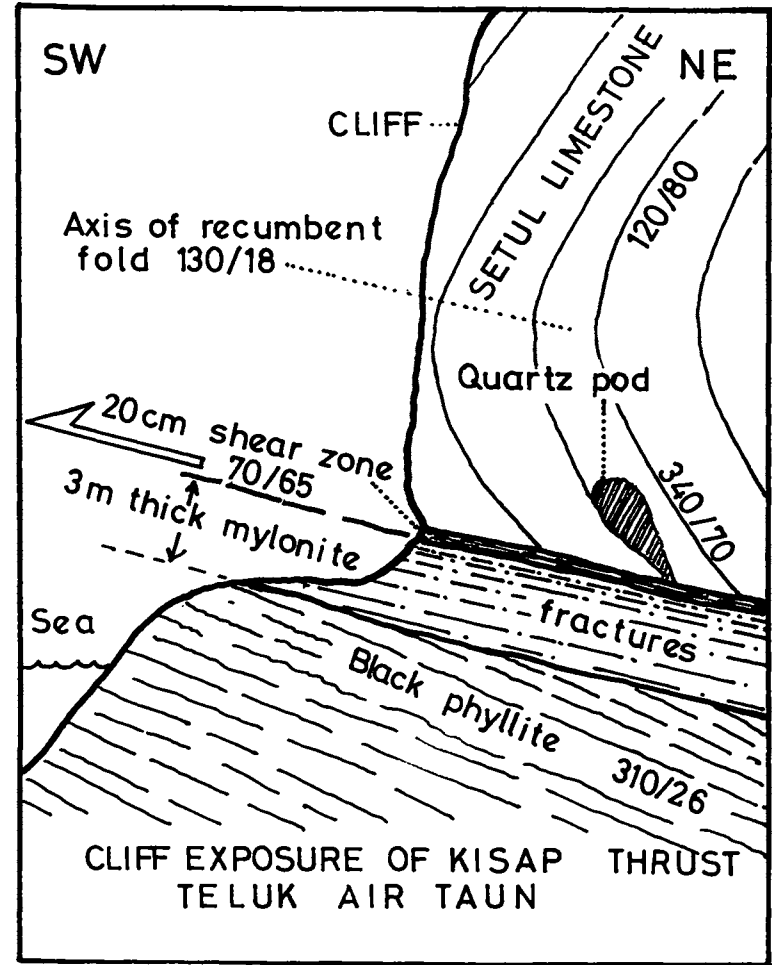 SW
NE
CLIFF
SETUL LIMESTONE
120/80
Axis of recumbent
fold 130/18
Quartz pod
20cm shear zone
70/65
340/70
3m thick mylonite
fractures
Sea
Black phyllite
310/26
CLIFF EXPOSURE OF KISAP THRUST
TELUK AIR TAUN